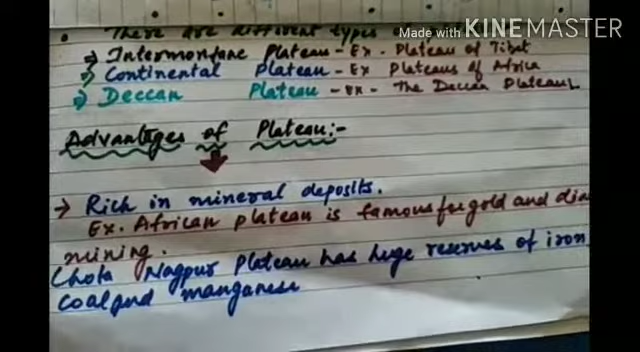 Made with KINEMASTER
• There are different types
→ Intermontane Plateau - Ex - Plateau of Tibet
→ Continental Plateau - Ex Plateaus of Africa
→ Deccan Plateau - Ex - The Deccan Plateau
Advantages of Plateau:-
→ Rich in mineral deposits.
Ex. African plateau is famous for gold and dia
mining.
Chota Nagpur Plateau has huge reserves of iron
coal and manganese